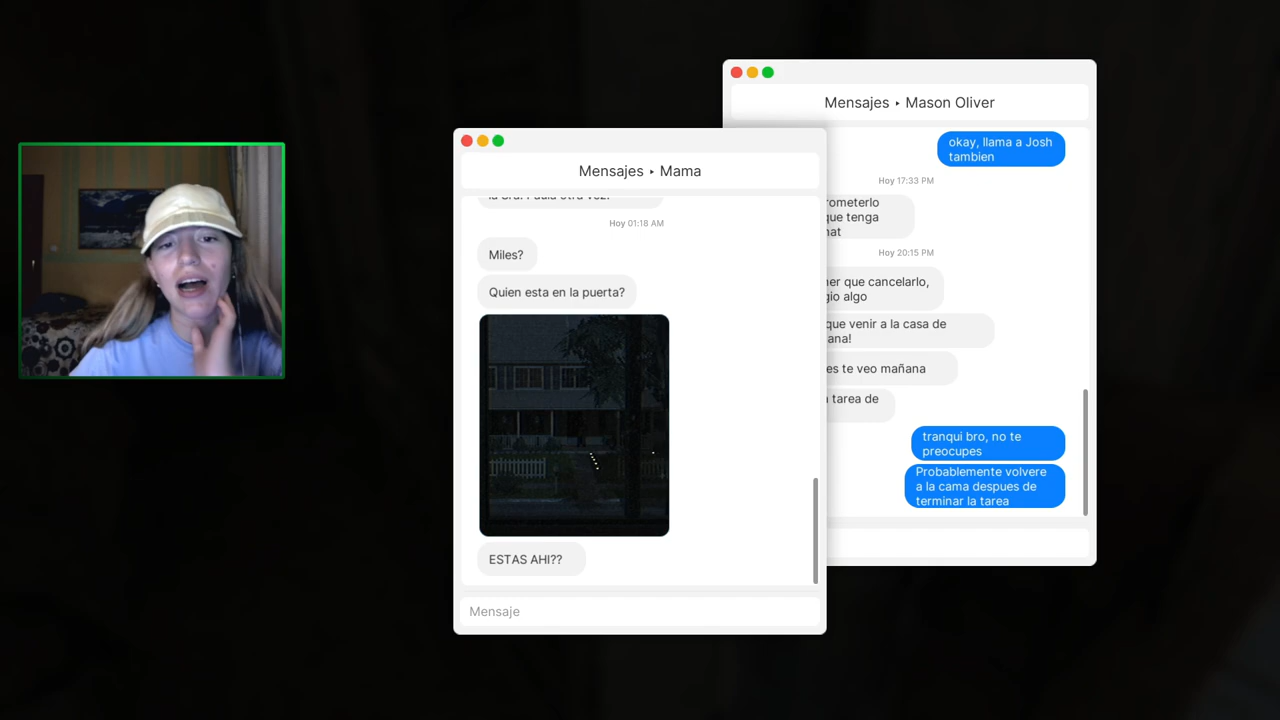 Mensajes ▸ Mason Oliver
okay, llama a Josh
tambien
Hoy 17:33 PM
rometerlo
que tenga
nat
Hoy 20:15 PM
er que cancelarlo,
gio algo
que venir a la casa de
ana!
es te veo mañana
a tarea de
tranqui bro, no te
preocupes
Probablemente volvere
a la cama despues de
terminar la tarea
Mensajes ▸ Mama
Hoy 01:18 AM
Miles?
Quien esta en la puerta?
ESTAS AHI??
Mensaje